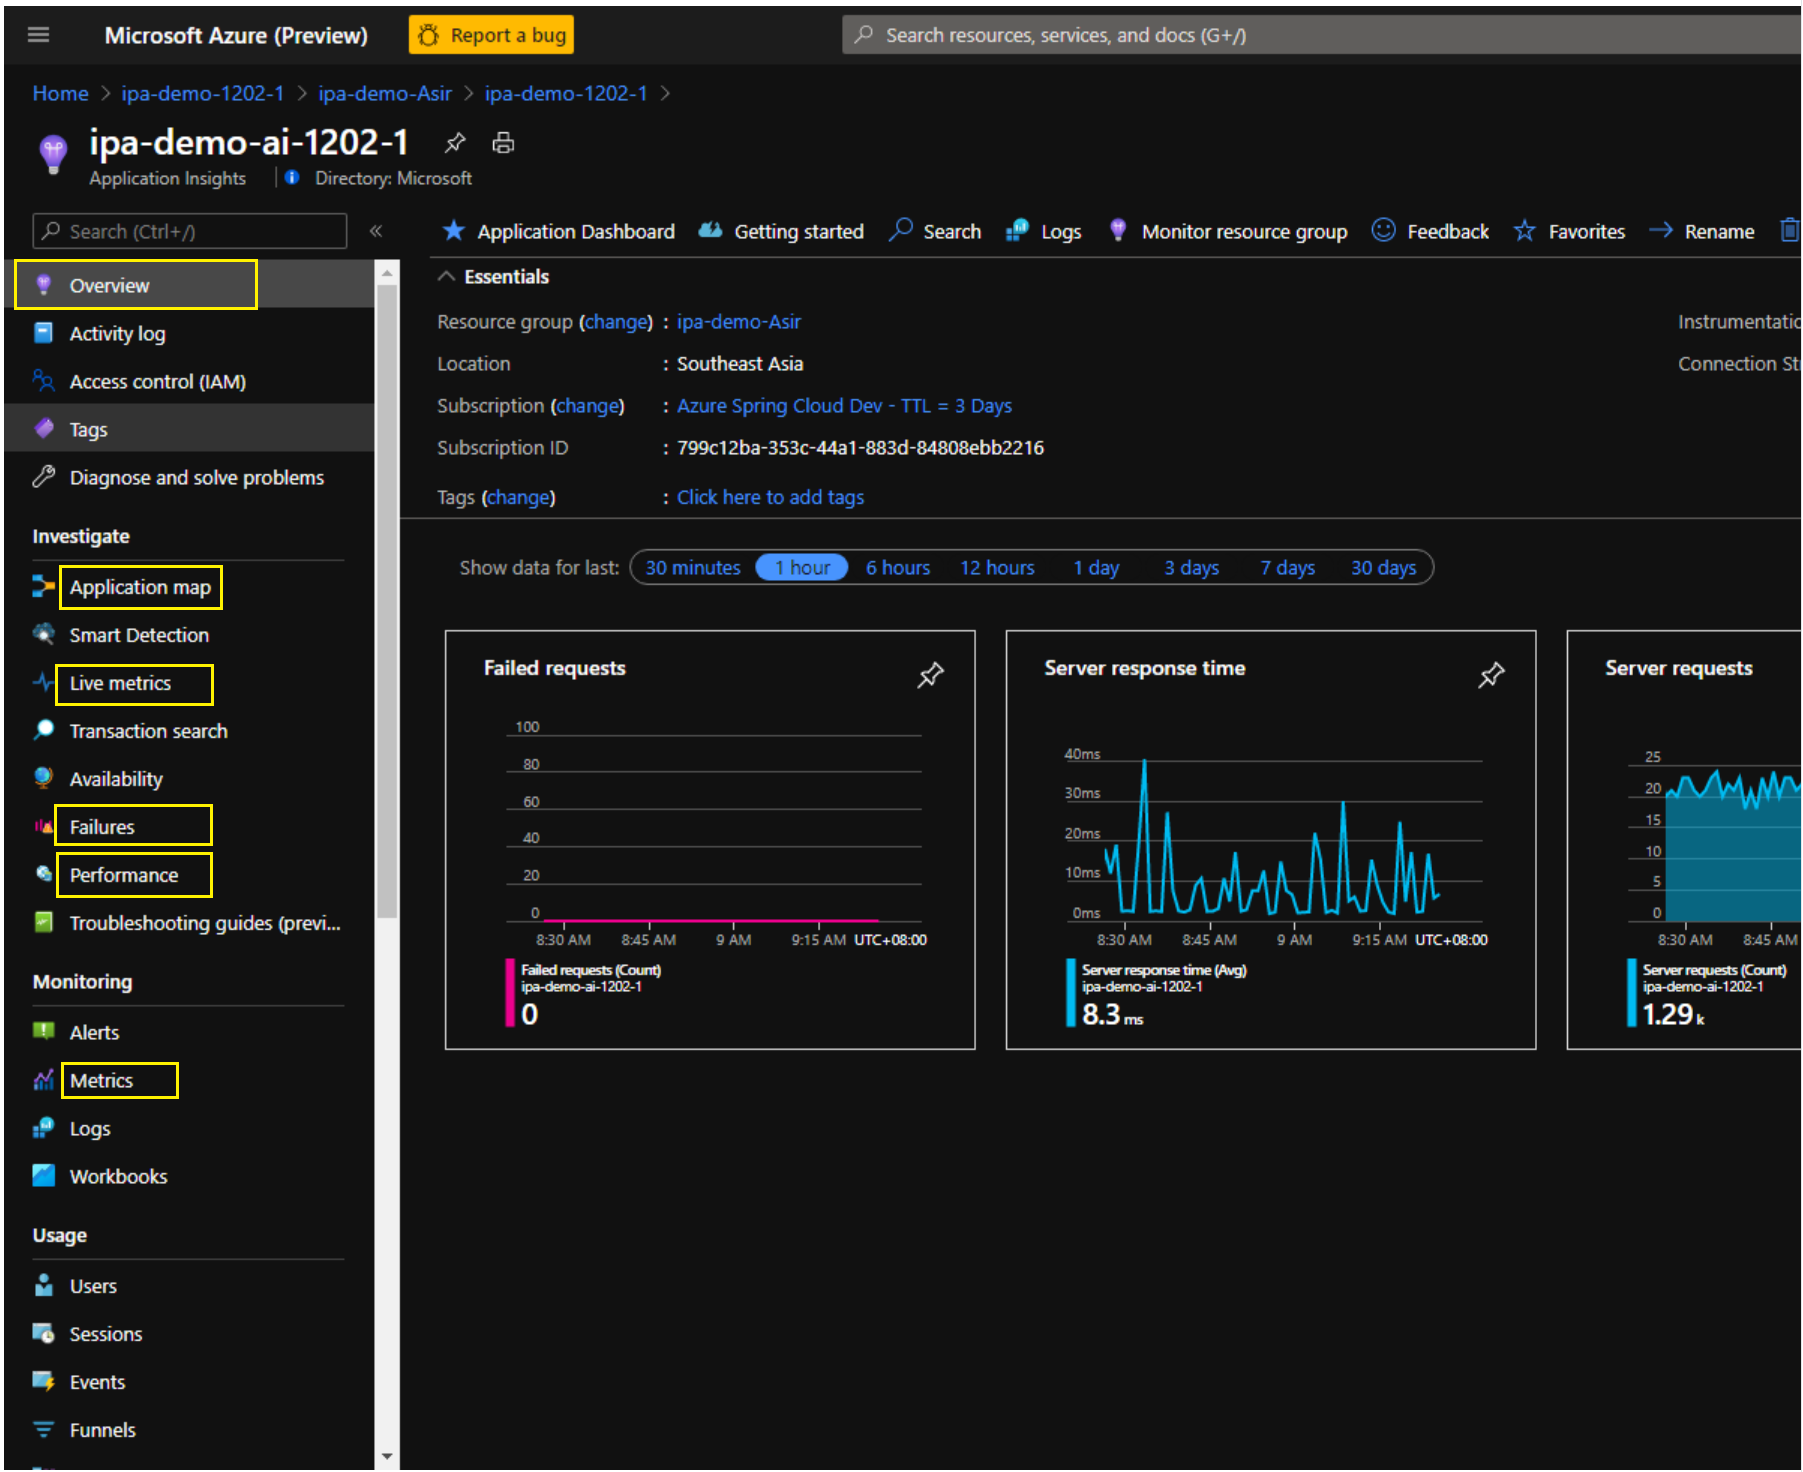 Microsoft Azure (Preview)
Report a bug
Search resources, services, and docs (G+/)
Home > ipa-demo-1202-1 > ipa-demo-Asir > ipa-demo-1202-1 >
ipa-demo-ai-1202-1
Application Insights
Directory: Microsoft
Search (Ctrl+/)
«
Application Dashboard
Getting started
Search
Logs
Monitor resource group
Feedback
Favorites
Rename
Overview
Activity log
Access control (IAM)
Tags
Diagnose and solve problems
Investigate
Application map
Smart Detection
Live metrics
Transaction search
Availability
Failures
Performance
Troubleshooting guides (previ...
Monitoring
Alerts
Metrics
Logs
Workbooks
Usage
Users
Sessions
Events
Funnels
Essentials
Resource group (change) : ipa-demo-Asir
Location : Southeast Asia
Subscription (change) : Azure Spring Cloud Dev - TTL = 3 Days
Subscription ID : 799c12ba-353c-44a1-883d-84808ebb2216
Tags (change) : Click here to add tags
Instrumentatio
Connection St
Show data for last: 30 minutes 1 hour 6 hours 12 hours 1 day 3 days 7 days 30 days
Failed requests
100
80
60
40
20
0
8:30 AM 8:45 AM 9 AM 9:15 AM UTC+08:00
Failed requests (Count)
ipa-demo-ai-1202-1
0
Server response time
40ms
30ms
20ms
10ms
0ms
8:30 AM 8:45 AM 9 AM 9:15 AM UTC+08:00
Server response time (Avg)
ipa-demo-ai-1202-1
8.3 ms
Server requests
25
20
15
10
5
0
8:30 AM 8:45 AM
Server requests (Count)
ipa-demo-ai-1202-1
1.29 k